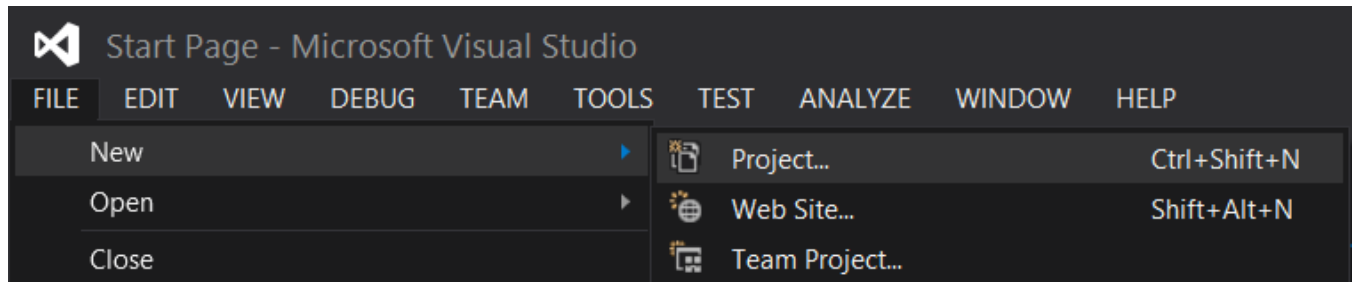 Start Page - Microsoft Visual Studio
FILE EDIT VIEW DEBUG TEAM TOOLS TEST ANALYZE WINDOW HELP
New
Project... Ctrl+Shift+N
Open
Web Site... Shift+Alt+N
Close
Team Project...